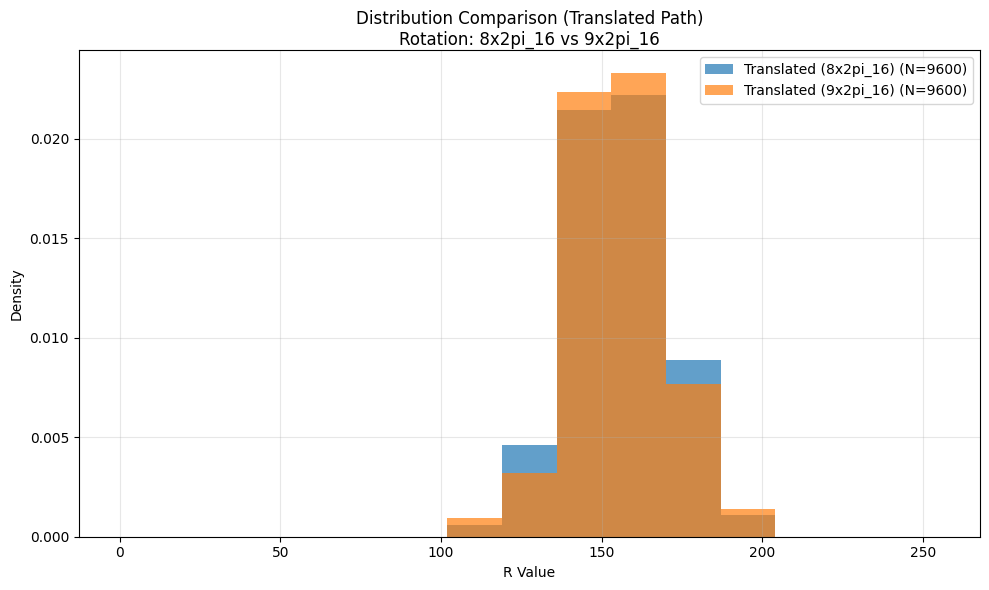 Distribution Comparison (Translated Path)
Rotation: 8x2pi_16 vs 9x2pi_16
Translated (8x2pi_16) (N=9600)
Translated (9x2pi_16) (N=9600)
0.020
0.015
0.010
0.005
0.000
Density
0 50 100 150 200 250
R Value